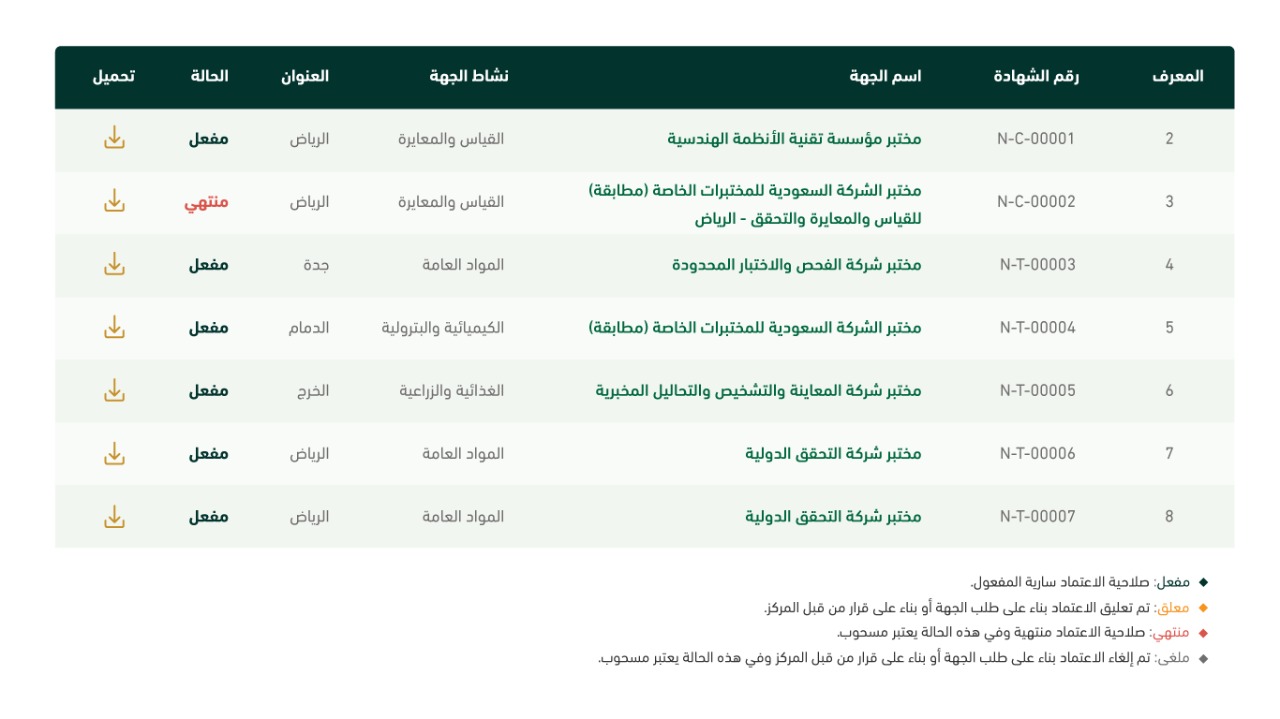 المعرف رقم الشهادة اسم الجهة نشاط الجهة العنوان الحالة تحميل
2 N-C-00001 مختبر مؤسسة تقنية الأنظمة الهندسية القياس والمعايرة الرياض مفعل
3 N-C-00002 مختبر الشركة السعودية للمختبرات الخاصة (مطابقة) القياس والمعايرة الرياض منتهي
للقياس والمعايرة والتحقق - الرياض
4 N-T-00003 مختبر شركة الفحص والاختبار المحدودة المواد العامة جدة مفعل
5 N-T-00004 مختبر الشركة السعودية للمختبرات الخاصة (مطابقة) الكيميائية والبترولية الدمام مفعل
6 N-T-00005 مختبر شركة المعاينة والتشخيص والتحاليل المخبرية الغذائية والزراعية الخرج مفعل
7 N-T-00006 مختبر شركة التحقق الدولية المواد العامة الرياض مفعل
8 N-T-00007 مختبر شركة التحقق الدولية المواد العامة الرياض مفعل
مفعل: صلاحية الاعتماد سارية المفعول.
معلق: تم تعليق الاعتماد بناء على طلب الجهة أو بناء على قرار من قبل المركز.
منتهي: صلاحية الاعتماد منتهية وفي هذه الحالة يعتبر مسحوب.
ملغى: تم إلغاء الاعتماد بناء على طلب الجهة أو بناء على قرار من قبل المركز وفي هذه الحالة يعتبر مسحوب.